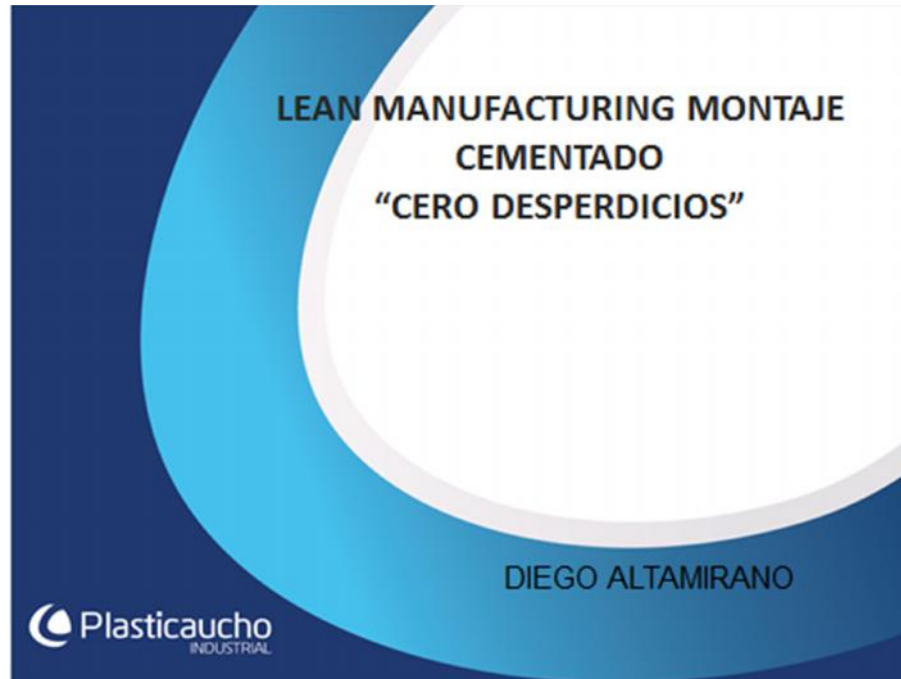 LEAN MANUFACTURING MONTAJE
CEMENTADO
“CERO DESPERDICIOS”
DIEGO ALTAMIRANO
Plasticaucho
INDUSTRIAL